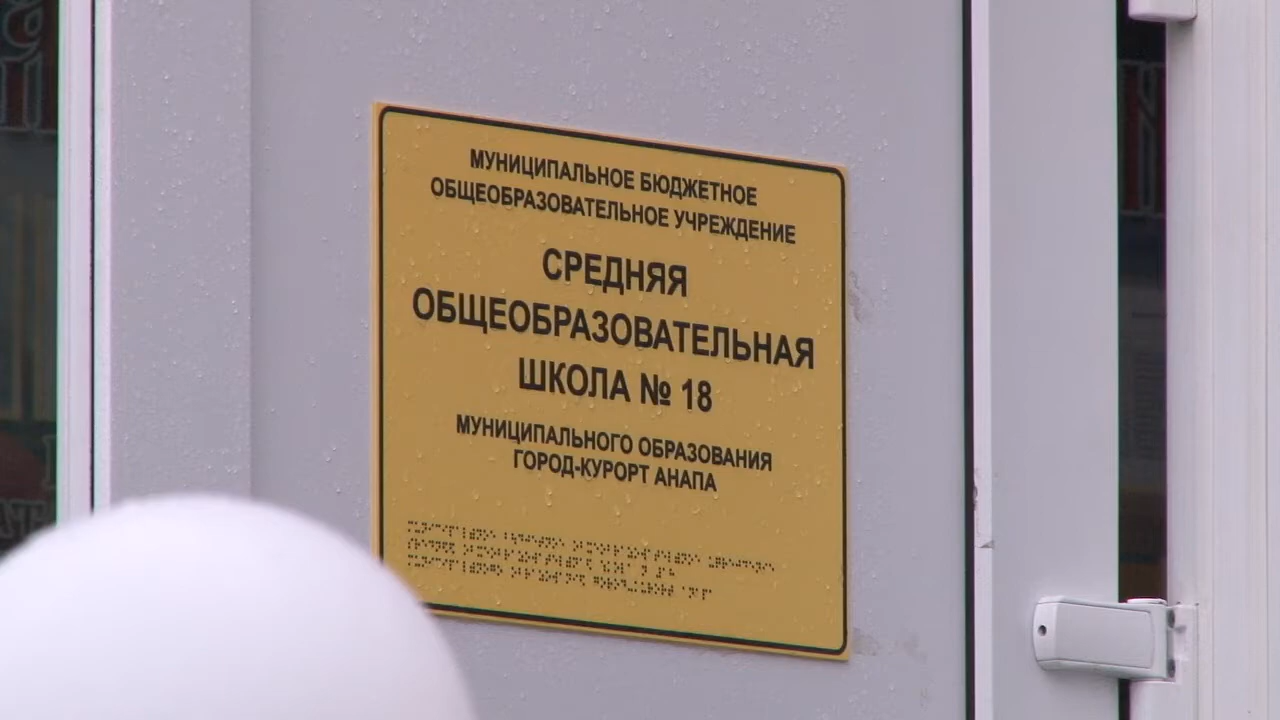 МУНИЦИПАЛЬНОЕ БЮДЖЕТНОЕ
ОБЩЕОБРАЗОВАТЕЛЬНОЕ УЧРЕЖДЕНИЕ
СРЕДНЯЯ
ОБЩЕОБРАЗОВАТЕЛЬНАЯ
ШКОЛА № 18
МУНИЦИПАЛЬНОГО ОБРАЗОВАНИЯ
ГОРОД-КУРОРТ АНАПА